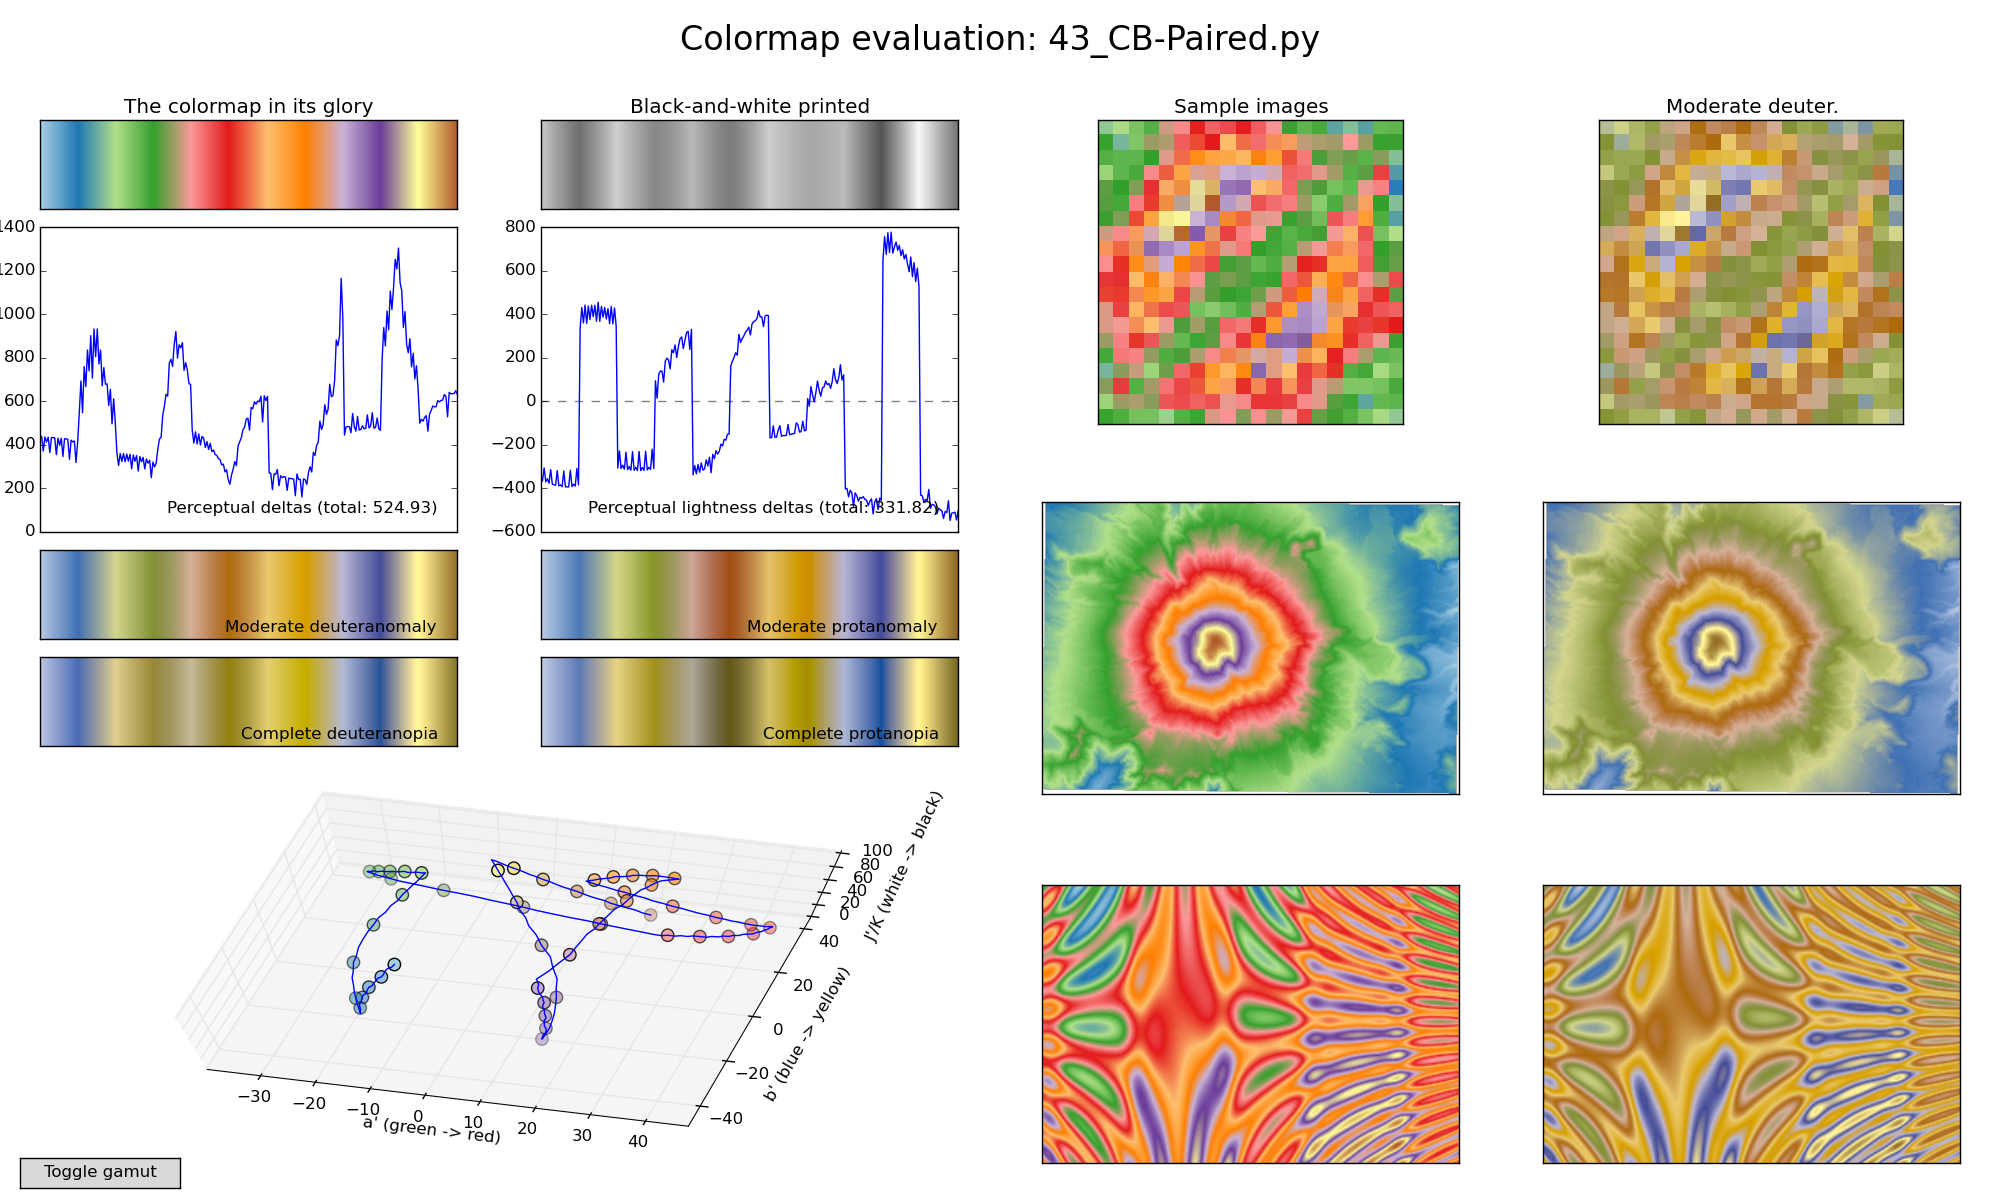 Colormap evaluation: 43_CB-Paired.py
The colormap in its glory
Black-and-white printed
Sample images
Moderate deuter.
1400
1200
1000
800
600
400
200
0
Perceptual deltas (total: 524.93)
800
600
400
200
0
−200
−400
−600
Perceptual lightness deltas (total: 331.82)
Moderate deuteranomaly
Moderate protanomaly
Complete deuteranopia
Complete protanopia
−30
−20
−10
0
10
20
30
40
a' (green -> red)
−40
−20
0
20
40
b' (blue -> yellow)
0
20
40
60
80
100
J'/K (white -> black)
Toggle gamut